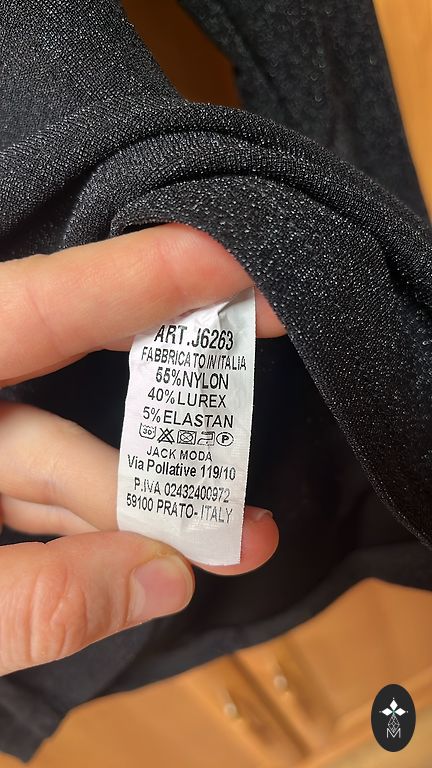 ART.J6263
FABBRICATO IN ITALIA
55%NYLON
40%LUREX
5%ELASTAN
30 P
JACK MODA
Via Pollative 119/10
P.IVA 02432400972
59100 PRATO-ITALY
M